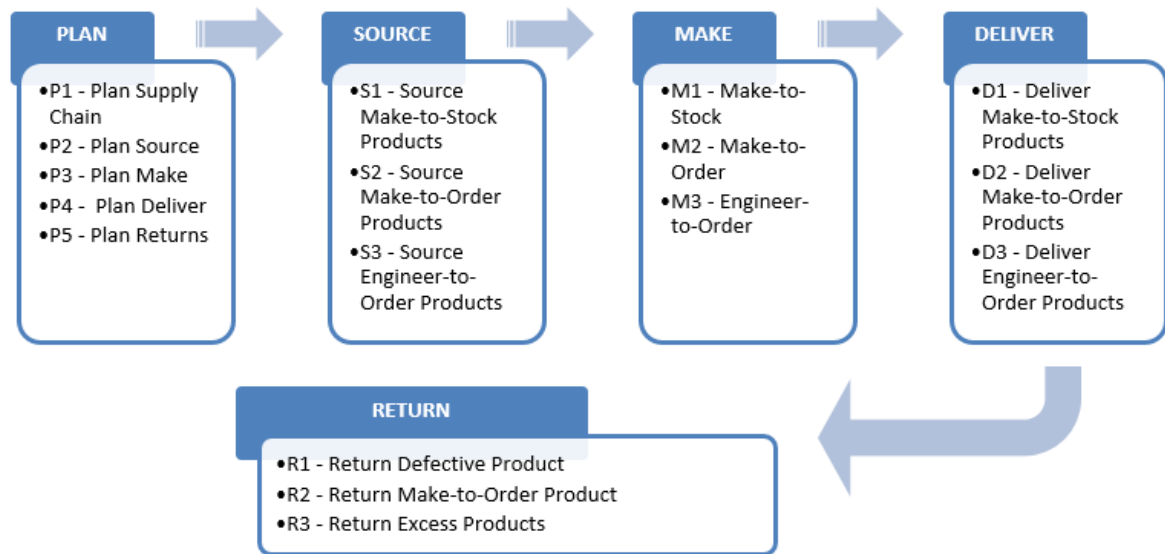 PLAN
•P1 - Plan Supply
Chain
•P2 - Plan Source
•P3 - Plan Make
•P4 -  Plan Deliver
•P5 - Plan Returns
SOURCE
•S1 - Source
Make-to-Stock
Products
•S2 - Source
Make-to-Order
Products
•S3 - Source
Engineer-to-
Order Products
MAKE
•M1 - Make-to-
Stock
•M2 - Make-to-
Order
•M3 - Engineer-
to-Order
DELIVER
•D1 - Deliver
Make-to-Stock
Products
•D2 - Deliver
Make-to-Order
Products
•D3 - Deliver
Engineer-to-
Order Products
RETURN
•R1 - Return Defective Product
•R2 - Return Make-to-Order Product
•R3 - Return Excess Products